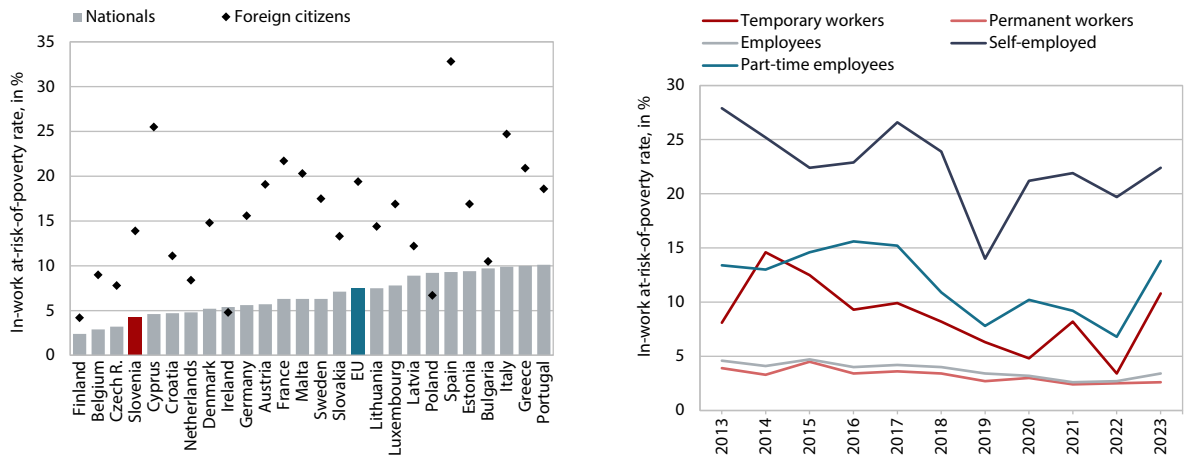 Nationals
Foreign citizens
In-work at-risk-of-poverty rate, in %
35
30
25
20
15
10
5
0
Finland
Belgium
Czech R.
Slovenia
Cyprus
Croatia
Netherlands
Denmark
Ireland
Germany
Austria
France
Malta
Sweden
Slovakia
EU
Lithuania
Luxembourg
Latvia
Poland
Spain
Estonia
Bulgaria
Italy
Greece
Portugal
Temporary workers
Permanent workers
Employees
Self-employed
Part-time employees
In-work at-risk-of-poverty rate, in %
30
25
20
15
10
5
0
2013
2014
2015
2016
2017
2018
2019
2020
2021
2022
2023